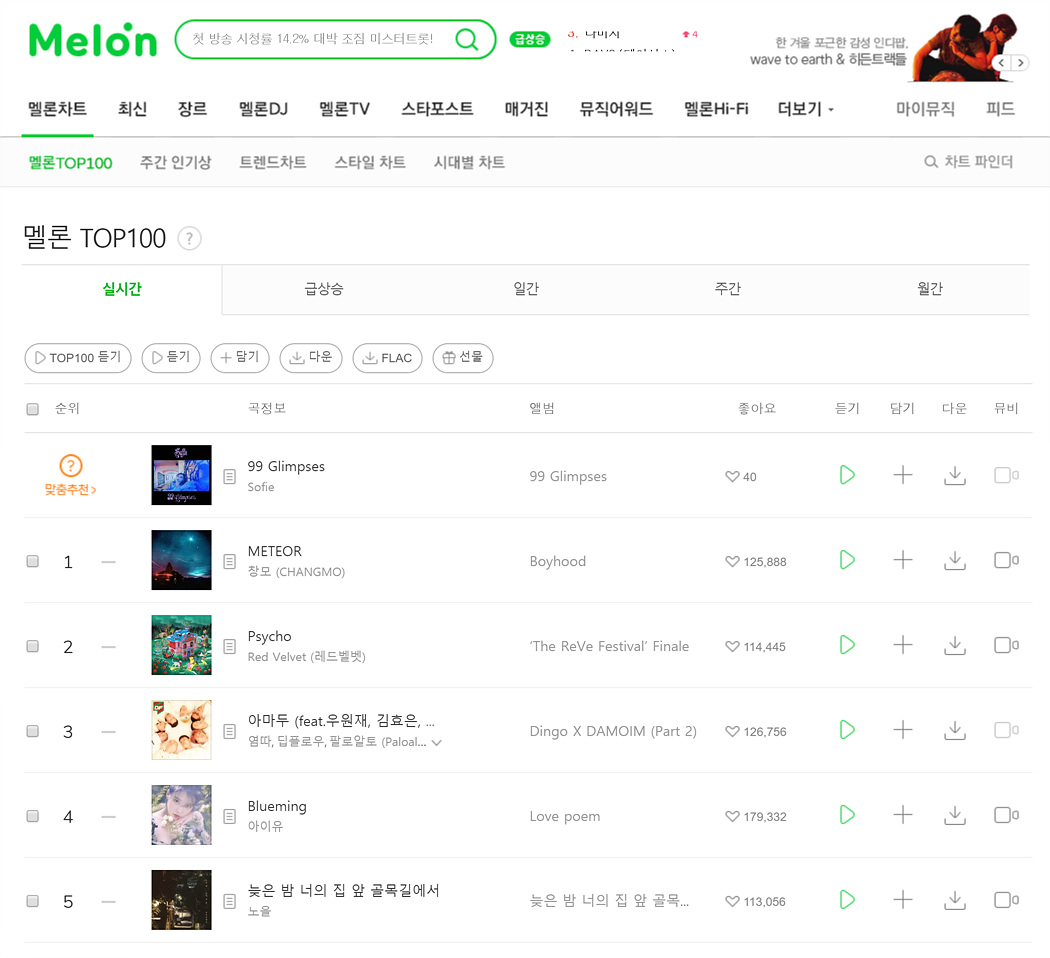 Melon
첫 방송 시청률 14.2% 대박 조짐 미스터트롯!
급상승
4
한 겨울 포근한 감성 인디팝,
wave to earth & 히든트랙들
멜론차트 최신 장르 멜론DJ 멜론TV 스타포스트 매거진 뮤직어워드 멜론Hi-Fi 더보기 마이뮤직 피드
멜론TOP100 주간 인기상 트렌드차트 스타일 차트 시대별 차트 차트 파인더
멜론 TOP100 ?
실시간 급상승 일간 주간 월간
TOP100 듣기 듣기 담기 다운 FLAC 선물
순위 곡정보 앨범 좋아요 듣기 담기 다운 뮤비
?
맞춤추천 >
99 Glimpses
Sofie
99 Glimpses
40
1
METEOR
창모 (CHANGMO)
Boyhood
125,888
2
Psycho
Red Velvet (레드벨벳)
‘The ReVe Festival’ Finale
114,445
3
아마두 (feat.우원재, 김효은, ...
염따, 딥플로우, 팔로알토 (Paloal...
Dingo X DAMOIM (Part 2)
126,756
4
Blueming
아이유
Love poem
179,332
5
늦은 밤 너의 집 앞 골목길에서
노을
늦은 밤 너의 집 앞 골목...
113,056